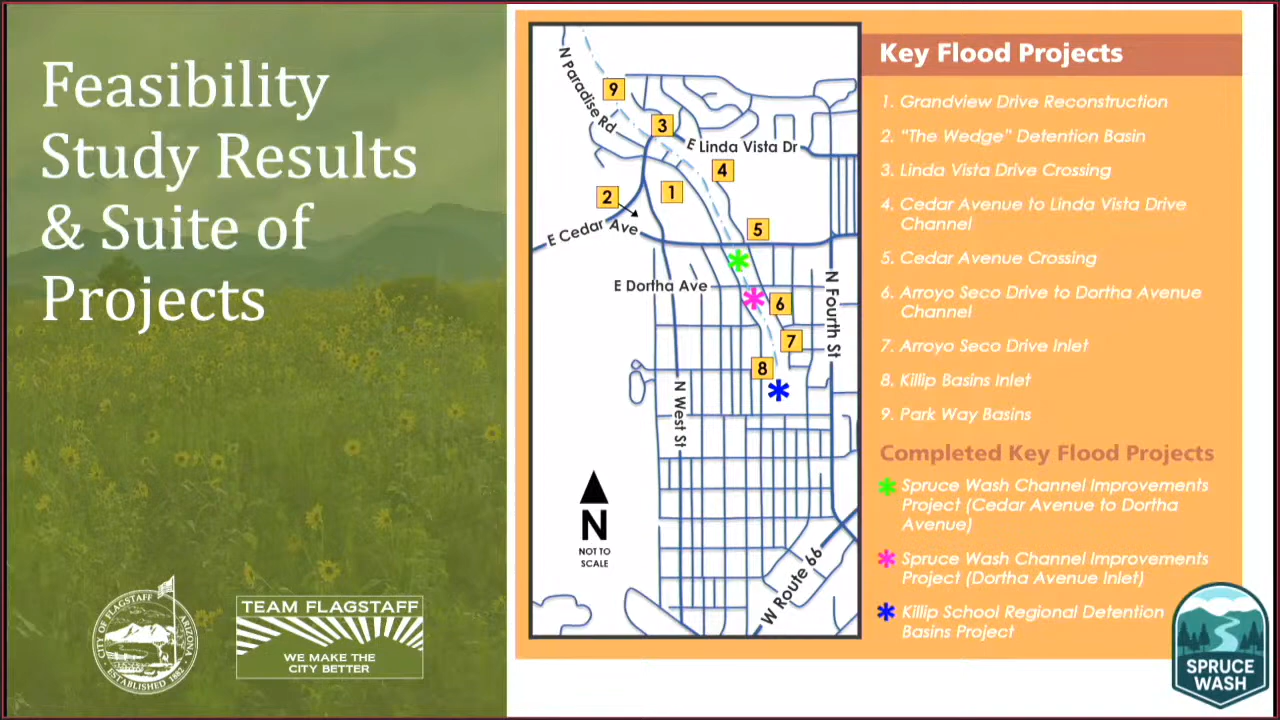 Feasibility
Study Results
& Suite of
Projects
CITY OF FLAGSTAFF ARIZONA
ESTABLISHED 1882
TEAM FLAGSTAFF
WE MAKE THE
CITY BETTER
N Paradise Rd
9
3
E Linda Vista Dr
4
2
1
5
E Cedar Ave
E Dortha Ave
6
N Fourth St
7
8
N West St
N
NOT TO
SCALE
W Route 66
Key Flood Projects
1. Grandview Drive Reconstruction
2. “The Wedge” Detention Basin
3. Linda Vista Drive Crossing
4. Cedar Avenue to Linda Vista Drive
Channel
5. Cedar Avenue Crossing
6. Arroyo Seco Drive to Dortha Avenue
Channel
7. Arroyo Seco Drive Inlet
8. Killip Basins Inlet
9. Park Way Basins
Completed Key Flood Projects
Spruce Wash Channel Improvements
Project (Cedar Avenue to Dortha
Avenue)
Spruce Wash Channel Improvements
Project (Dortha Avenue Inlet)
Killip School Regional Detention
Basins Project
SPRUCE
WASH